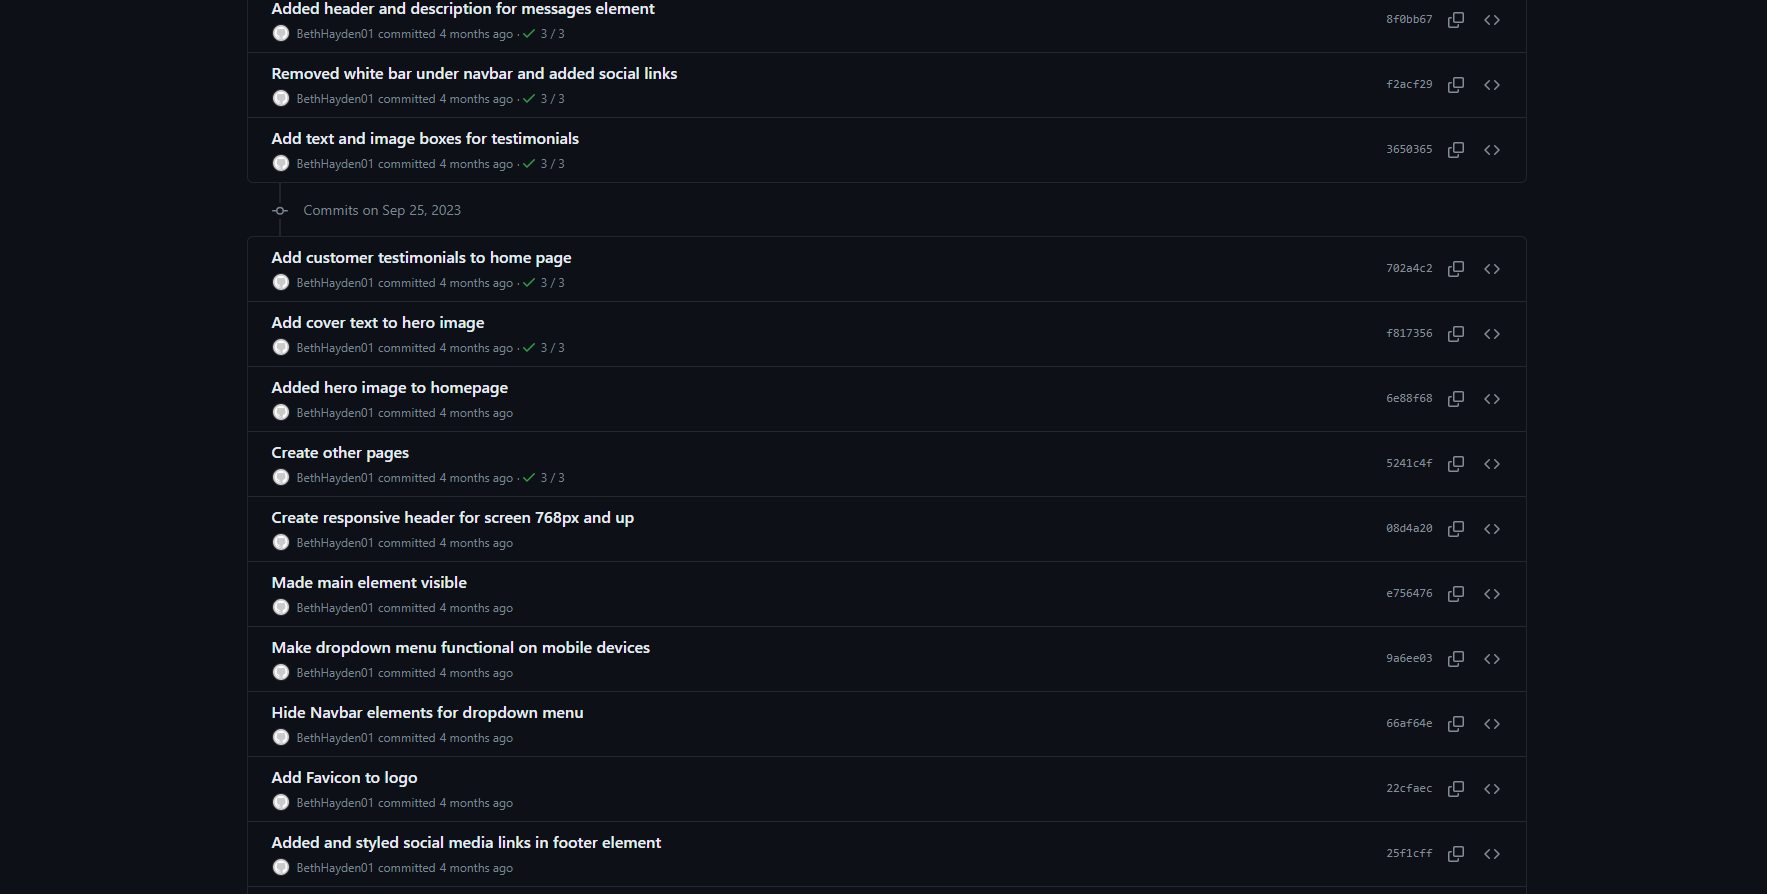 Added header and description for messages element
8f0bb67
BethHayden01 committed 4 months ago · 3 / 3
Removed white bar under navbar and added social links
f2acf29
BethHayden01 committed 4 months ago · 3 / 3
Add text and image boxes for testimonials
3650365
BethHayden01 committed 4 months ago · 3 / 3
Commits on Sep 25, 2023
Add customer testimonials to home page
702a4c2
BethHayden01 committed 4 months ago · 3 / 3
Add cover text to hero image
f817356
BethHayden01 committed 4 months ago · 3 / 3
Added hero image to homepage
6e88f68
BethHayden01 committed 4 months ago
Create other pages
5241c4f
BethHayden01 committed 4 months ago · 3 / 3
Create responsive header for screen 768px and up
08d4a20
BethHayden01 committed 4 months ago
Made main element visible
e756476
BethHayden01 committed 4 months ago
Make dropdown menu functional on mobile devices
9a6ee03
BethHayden01 committed 4 months ago
Hide Navbar elements for dropdown menu
66af64e
BethHayden01 committed 4 months ago
Add Favicon to logo
22cfaec
BethHayden01 committed 4 months ago
Added and styled social media links in footer element
25f1cff
BethHayden01 committed 4 months ago